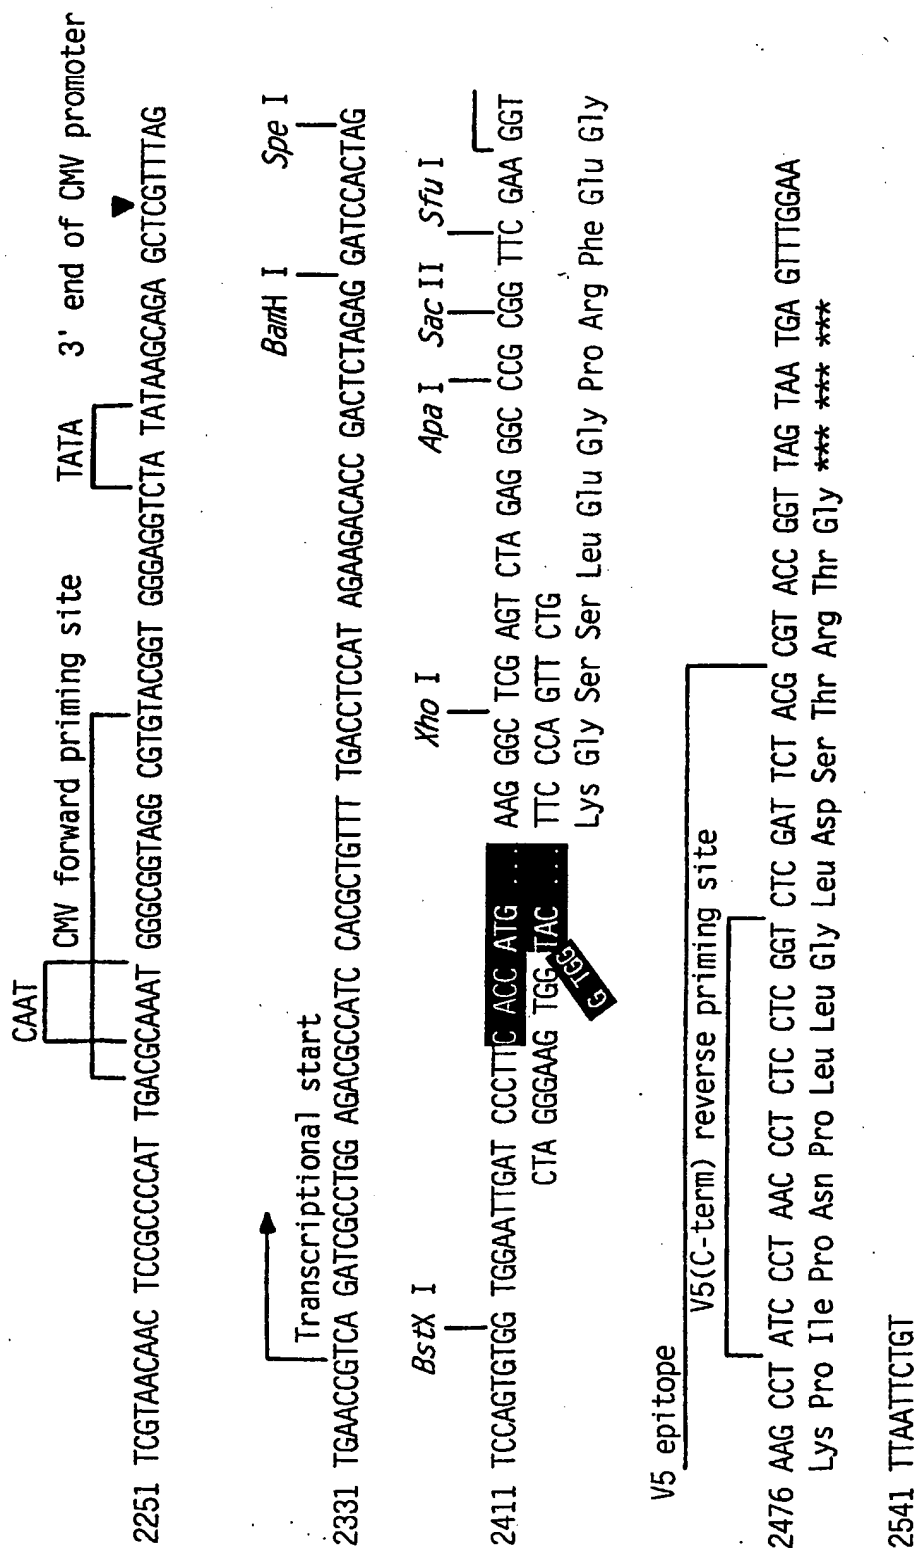 CAAT
CMV forward priming site
TATA
3' end of CMV promoter
2251 TCGTAACAAC TCCGCCCCAT TGACGCAAAT GGGCGGTAGG CGTGTACGGT GGGAGGTCTA TATAAGCAGA GCTCGTTTAG
Transcriptional start
BamH I
Spe I
2331 TGAACCGTCA GATCGCCTGG AGACGCCATC CACGCTGTTT TGACCTCCAT AGAAGACACC GACTCTAGAG GATCCACTAG
BstX I
Xho I
Apa I
Sac II
Sfu I
2411 TCCAGTGTGG TGGAATTGAT CCCTTC ACC ATG ... AAG GGC TCG AGT CTA GAG GGC CCG CGG TTC GAA GGT
CTA GGGAAG TGG TAC ... TTC CCA GTT CTG
G TGG
Lys Gly Ser Ser Leu Glu Gly Pro Arg Phe Glu Gly
V5 epitope
V5(C-term) reverse priming site
2476 AAG CCT ATC CCT AAC CCT CTC CTC GGT CTC GAT TCT ACG CGT ACC GGT TAG TAA TGA GTTTGGAA
Lys Pro Ile Pro Asn Pro Leu Leu Gly Leu Asp Ser Thr Arg Thr Gly *** *** ***
2541 TTAATTCTGT